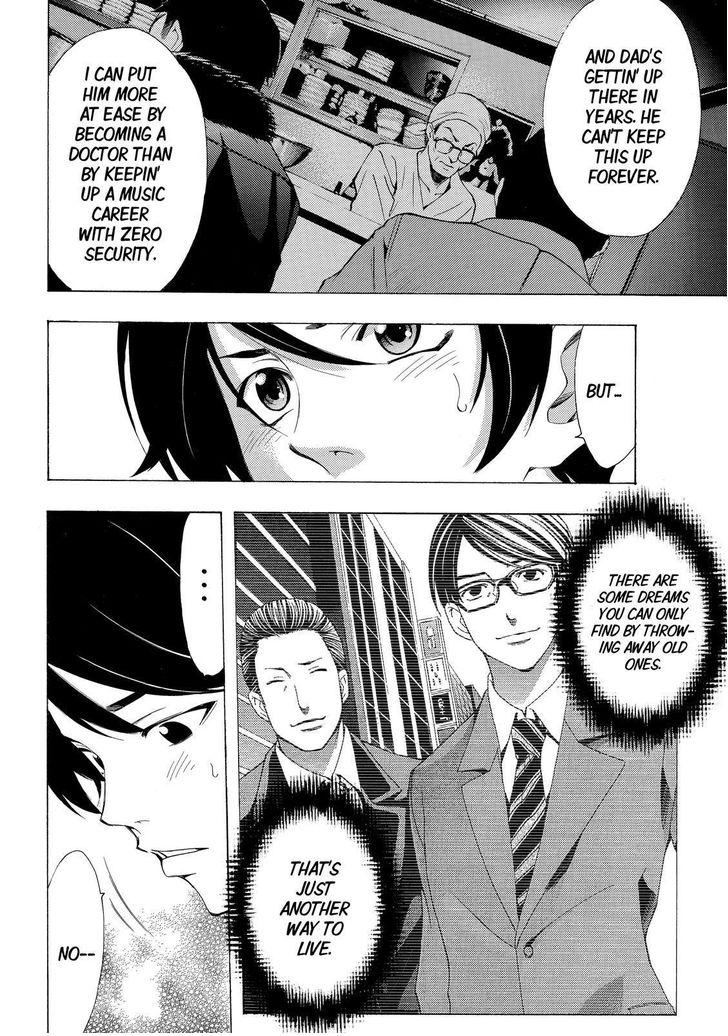 AND DAD'S
GETTIN' UP
THERE IN
YEARS. HE
CAN'T KEEP
THIS UP
FOREVER.
I CAN PUT
HIM MORE
AT EASE BY
BECOMING A
DOCTOR THAN
BY KEEPIN'
UP A MUSIC
CAREER
WITH ZERO
SECURITY.
BUT...
THERE ARE
SOME DREAMS
YOU CAN ONLY
FIND BY THROW-
ING AWAY OLD
ONES.
THAT'S
JUST
ANOTHER
WAY TO
LIVE.
...
NO--